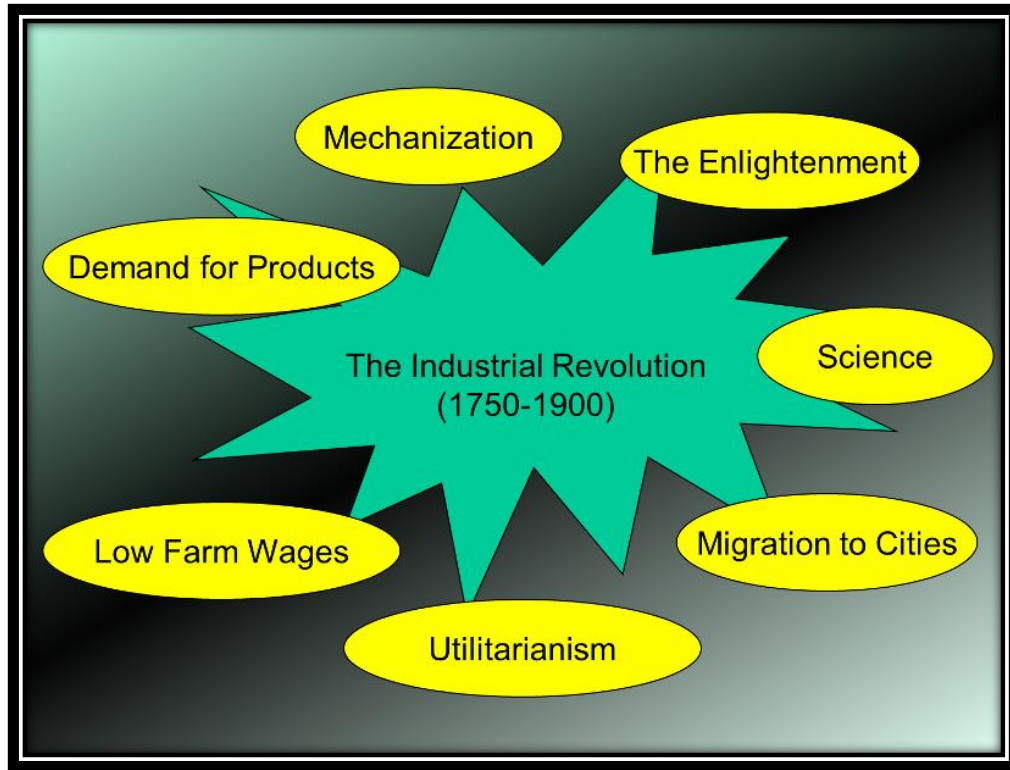 Mechanization
The Enlightenment
Demand for Products
Science
The Industrial Revolution
(1750-1900)
Low Farm Wages
Migration to Cities
Utilitarianism